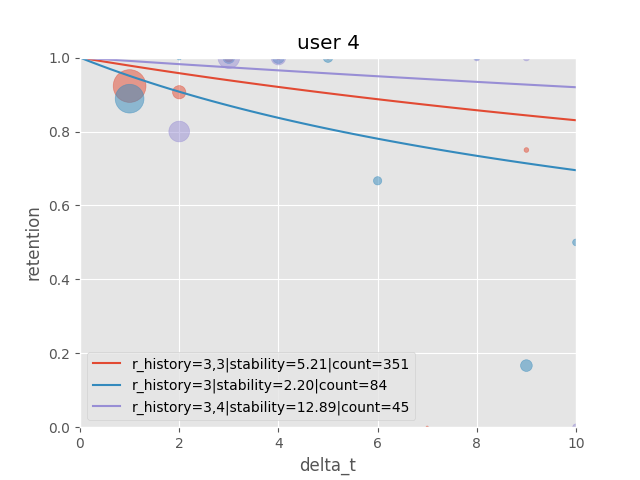 user 4
retention
1.0
0.8
0.6
0.4
0.2
0.0
r_history=3,3|stability=5.21|count=351
r_history=3|stability=2.20|count=84
r_history=3,4|stability=12.89|count=45
0 2 4 6 8 10
delta_t